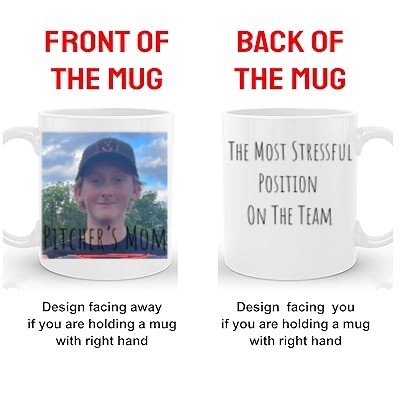 FRONT OF
THE MUG
BACK OF
THE MUG
PITCHER'S MOM
THE MOST STRESSFUL
POSITION
ON THE TEAM
Design facing away
if you are holding a mug
with right hand
Design facing you
if you are holding a mug
with right hand